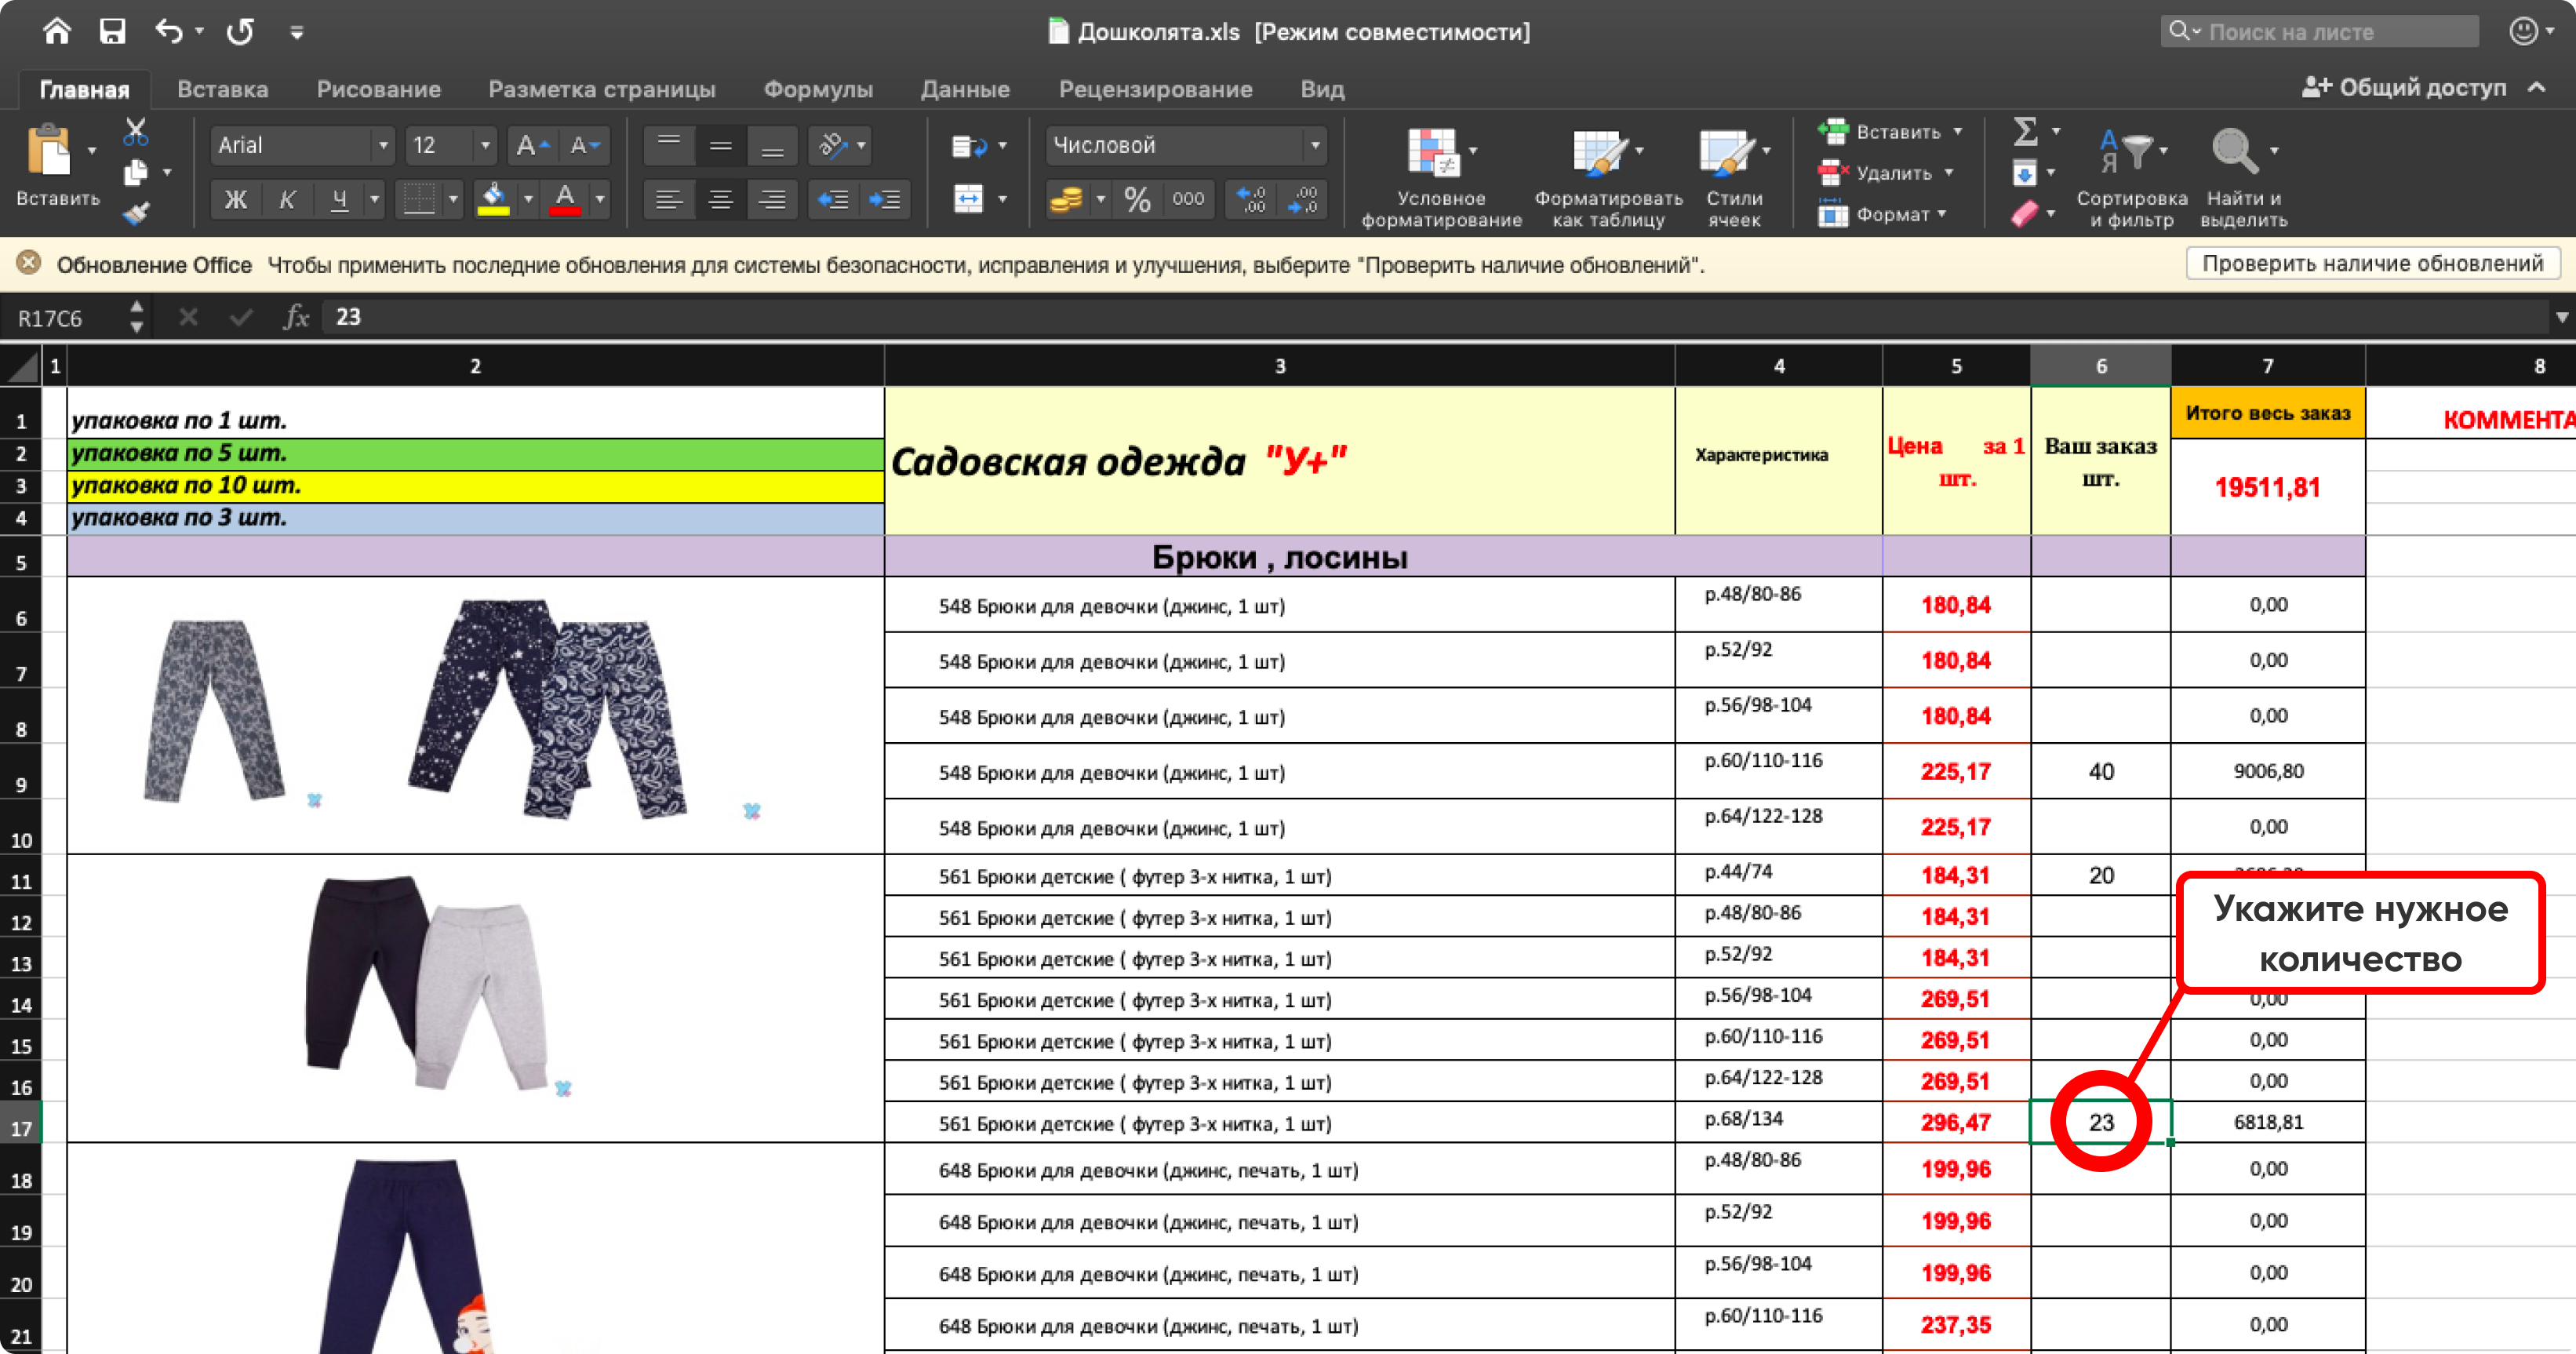 Дошколята.xls [Режим совместимости]
Поиск на листе
Главная Вставка Рисование Разметка страницы Формулы Данные Рецензирование Вид
Общий доступ
Вставить
Arial 12
Ж К Ч
А А
А
Числовой
% 000
,0 ,00
,00 ,0
Условное форматирование
Форматировать как таблицу
Стили ячеек
Вставить
Удалить
Формат
Σ
А Я
Сортировка и фильтр
Найти и выделить
Обновление Office Чтобы применить последние обновления для системы безопасности, исправления и улучшения, выберите "Проверить наличие обновлений".
Проверить наличие обновлений
R17C6 fx 23
1 2 3 4 5 6 7 8
1 упаковка по 1 шт.
2 упаковка по 5 шт.
3 упаковка по 10 шт.
4 упаковка по 3 шт.
Садовская одежда "У+"
Характеристика
Цена за 1 шт.
Ваш заказ шт.
Итого весь заказ
19511,81
5 Брюки , лосины
6 548 Брюки для девочки (джинс, 1 шт) р.48/80-86 180,84 0,00
7 548 Брюки для девочки (джинс, 1 шт) р.52/92 180,84 0,00
8 548 Брюки для девочки (джинс, 1 шт) р.56/98-104 180,84 0,00
9 548 Брюки для девочки (джинс, 1 шт) р.60/110-116 225,17 40 9006,80
10 548 Брюки для девочки (джинс, 1 шт) р.64/122-128 225,17 0,00
11 561 Брюки детские ( футер 3-х нитка, 1 шт) р.44/74 184,31 20
12 561 Брюки детские ( футер 3-х нитка, 1 шт) р.48/80-86 184,31
13 561 Брюки детские ( футер 3-х нитка, 1 шт) р.52/92 184,31
14 561 Брюки детские ( футер 3-х нитка, 1 шт) р.56/98-104 269,51 0,00
15 561 Брюки детские ( футер 3-х нитка, 1 шт) р.60/110-116 269,51 0,00
16 561 Брюки детские ( футер 3-х нитка, 1 шт) р.64/122-128 269,51 0,00
17 561 Брюки детские ( футер 3-х нитка, 1 шт) р.68/134 296,47 23 6818,81
18 648 Брюки для девочки (джинс, печать, 1 шт) р.48/80-86 199,96 0,00
19 648 Брюки для девочки (джинс, печать, 1 шт) р.52/92 199,96 0,00
20 648 Брюки для девочки (джинс, печать, 1 шт) р.56/98-104 199,96 0,00
21 648 Брюки для девочки (джинс, печать, 1 шт) р.60/110-116 237,35 0,00
Укажите нужное
количество